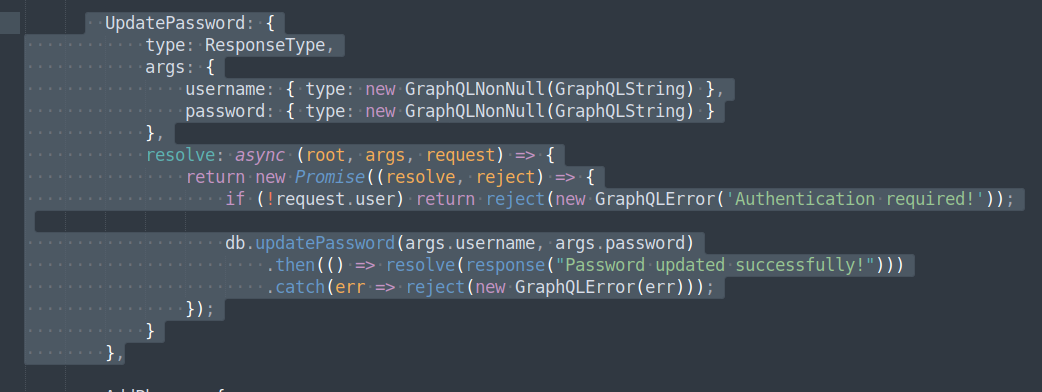 UpdatePassword: {
type: ResponseType,
args: {
username: { type: new GraphQLNonNull(GraphQLString) },
password: { type: new GraphQLNonNull(GraphQLString) }
},
resolve: async (root, args, request) => {
return new Promise((resolve, reject) => {
if (!request.user) return reject(new GraphQLError('Authentication required!'));
db.updatePassword(args.username, args.password)
.then(() => resolve(response("Password updated successfully!")))
.catch(err => reject(new GraphQLError(err)));
});
}
},